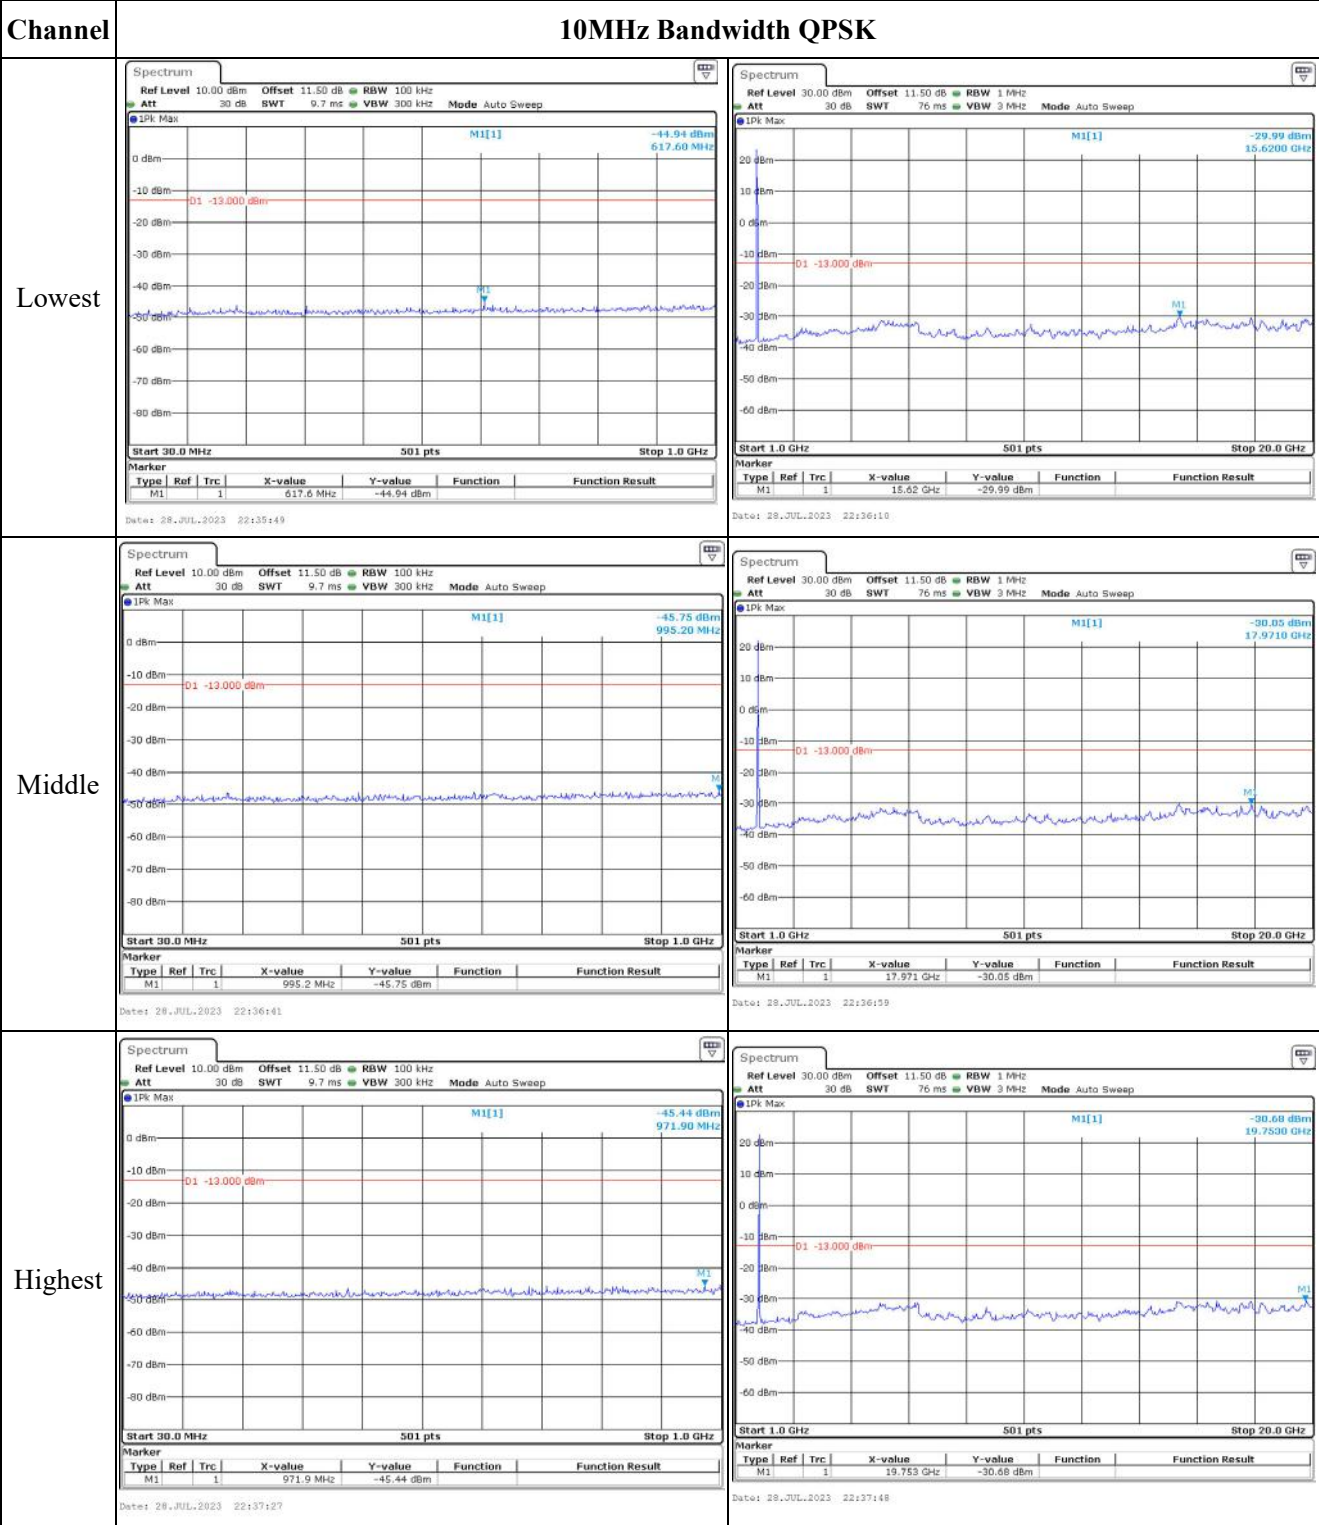 Channel 10MHz Bandwidth QPSK
Lowest
Spectrum
Ref Level 10.00 dBm Offset 11.50 dB RBW 100 kHz
Att 30 dB SWT 9.7 ms VBW 300 kHz Mode Auto Sweep
1Pk Max
M1[1] -44.94 dBm
617.60 MHz
0 dBm
-10 dBm
D1 -13.000 dBm
-20 dBm
-30 dBm
-40 dBm
M1
-50 dBm
-60 dBm
-70 dBm
-80 dBm
Start 30.0 MHz 501 pts Stop 1.0 GHz
Marker
Type Ref Trc X-value Y-value Function Function Result
M1 1 617.6 MHz -44.94 dBm
Date: 28.JUL.2023 22:35:49
Spectrum
Ref Level 30.00 dBm Offset 11.50 dB RBW 1 MHz
Att 30 dB SWT 76 ms VBW 3 MHz Mode Auto Sweep
1Pk Max
M1[1] -29.99 dBm
15.6200 GHz
20 dBm
10 dBm
0 dBm
-10 dBm
D1 -13.000 dBm
-20 dBm
M1
-30 dBm
-40 dBm
-50 dBm
-60 dBm
Start 1.0 GHz 501 pts Stop 20.0 GHz
Marker
Type Ref Trc X-value Y-value Function Function Result
M1 1 15.62 GHz -29.99 dBm
Date: 28.JUL.2023 22:36:10
Middle
Spectrum
Ref Level 10.00 dBm Offset 11.50 dB RBW 100 kHz
Att 30 dB SWT 9.7 ms VBW 300 kHz Mode Auto Sweep
1Pk Max
M1[1] -45.75 dBm
995.20 MHz
0 dBm
-10 dBm
D1 -13.000 dBm
-20 dBm
-30 dBm
-40 dBm
M
-50 dBm
-60 dBm
-70 dBm
-80 dBm
Start 30.0 MHz 501 pts Stop 1.0 GHz
Marker
Type Ref Trc X-value Y-value Function Function Result
M1 1 995.2 MHz -45.75 dBm
Date: 28.JUL.2023 22:36:41
Spectrum
Ref Level 30.00 dBm Offset 11.50 dB RBW 1 MHz
Att 30 dB SWT 76 ms VBW 3 MHz Mode Auto Sweep
1Pk Max
M1[1] -30.05 dBm
17.9710 GHz
20 dBm
10 dBm
0 dBm
-10 dBm
D1 -13.000 dBm
-20 dBm
M1
-30 dBm
-40 dBm
-50 dBm
-60 dBm
Start 1.0 GHz 501 pts Stop 20.0 GHz
Marker
Type Ref Trc X-value Y-value Function Function Result
M1 1 17.971 GHz -30.05 dBm
Date: 28.JUL.2023 22:36:59
Highest
Spectrum
Ref Level 10.00 dBm Offset 11.50 dB RBW 100 kHz
Att 30 dB SWT 9.7 ms VBW 300 kHz Mode Auto Sweep
1Pk Max
M1[1] -45.44 dBm
971.90 MHz
0 dBm
-10 dBm
D1 -13.000 dBm
-20 dBm
-30 dBm
-40 dBm
M1
-50 dBm
-60 dBm
-70 dBm
-80 dBm
Start 30.0 MHz 501 pts Stop 1.0 GHz
Marker
Type Ref Trc X-value Y-value Function Function Result
M1 1 971.9 MHz -45.44 dBm
Date: 28.JUL.2023 22:37:27
Spectrum
Ref Level 30.00 dBm Offset 11.50 dB RBW 1 MHz
Att 30 dB SWT 76 ms VBW 3 MHz Mode Auto Sweep
1Pk Max
M1[1] -30.68 dBm
19.7530 GHz
20 dBm
10 dBm
0 dBm
-10 dBm
D1 -13.000 dBm
-20 dBm
M1
-30 dBm
-40 dBm
-50 dBm
-60 dBm
Start 1.0 GHz 501 pts Stop 20.0 GHz
Marker
Type Ref Trc X-value Y-value Function Function Result
M1 1 19.753 GHz -30.68 dBm
Date: 28.JUL.2023 22:37:48